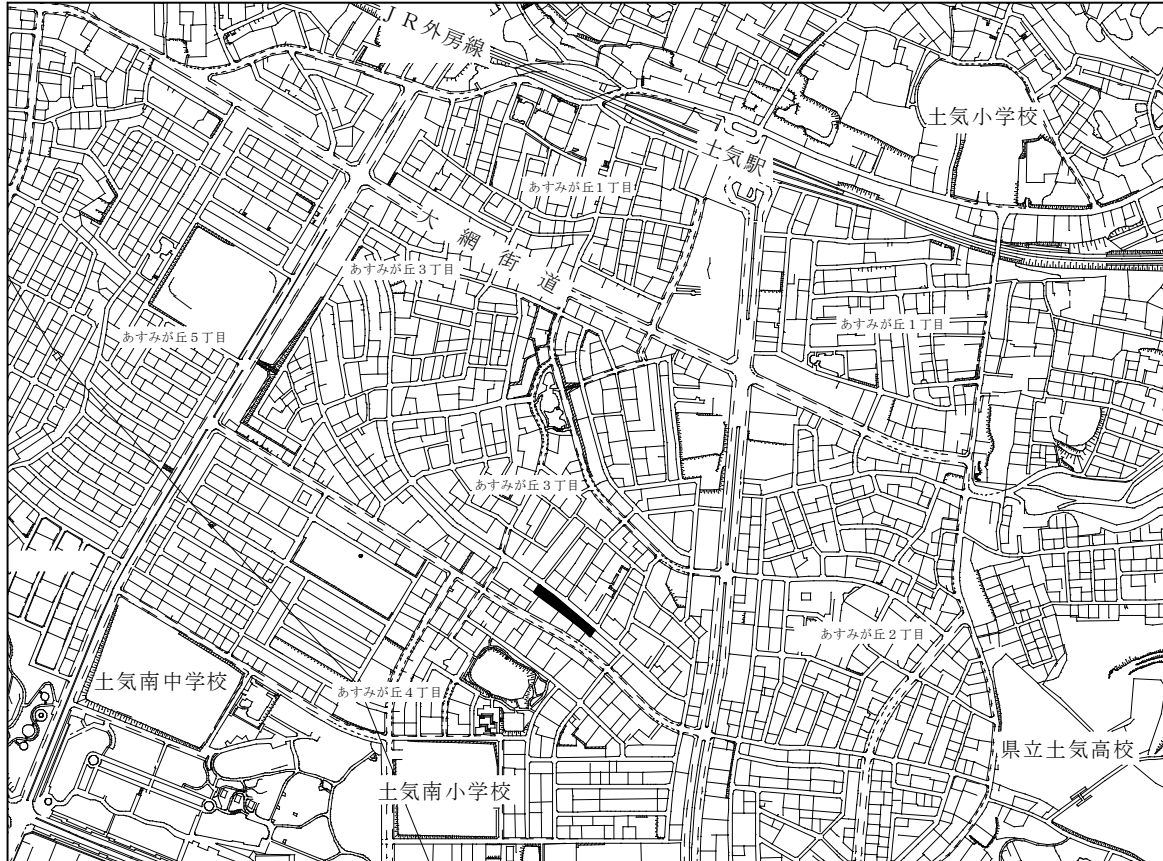 ＪＲ外房線
土気小学校
土気駅
あすみが丘１丁目
大網街道
あすみが丘３丁目
あすみが丘１丁目
あすみが丘５丁目
あすみが丘３丁目
あすみが丘２丁目
土気南中学校
あすみが丘４丁目
県立土気高校
土気南小学校